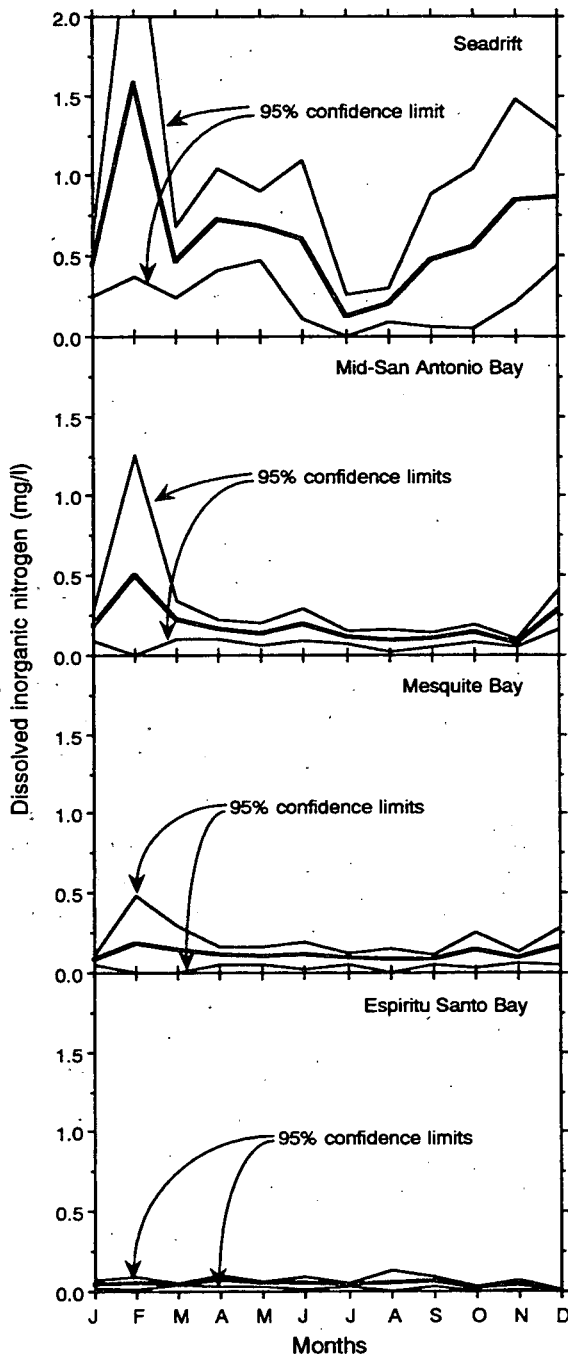 Dissolved inorganic nitrogen (mg/l)
2.0
Seadrift
1.5
95% confidence limit
1.0
0.5
0.0
Mid-San Antonio Bay
1.5
95% confidence limits
1.0
0.5
0.0
Mesquite Bay
1.5
95% confidence limits
1.0
0.5
0.0
Espiritu Santo Bay
1.5
95% confidence limits
1.0
0.5
0.0
J F M A M J J A S O N D
Months